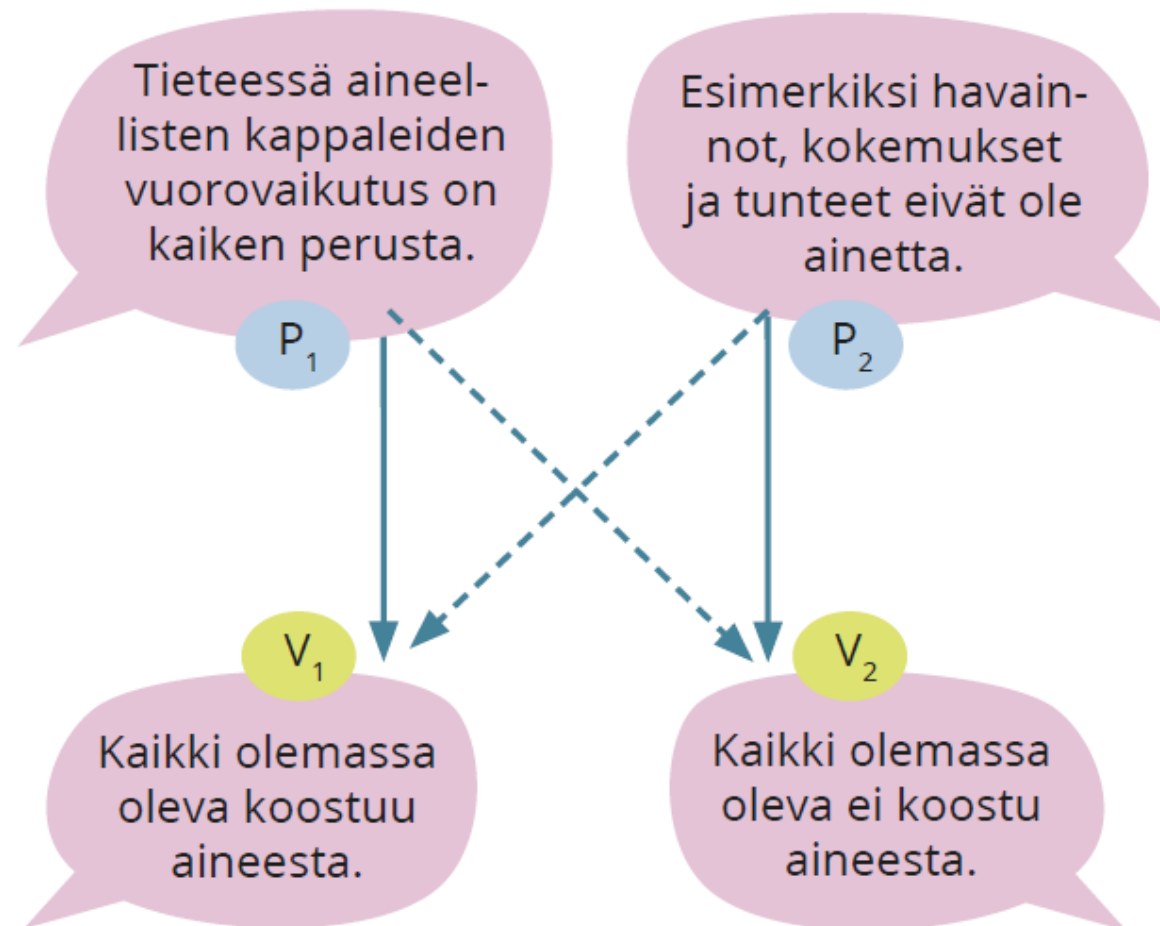 Tieteessä aineel-
listen kappaleiden
vuorovaikutus on
kaiken perusta.
P₁
Esimerkiksi havain-
not, kokemukset
ja tunteet eivät ole
ainetta.
P₂
V₁
Kaikki olemassa
oleva koostuu
aineesta.
V₂
Kaikki olemassa
oleva ei koostu
aineesta.